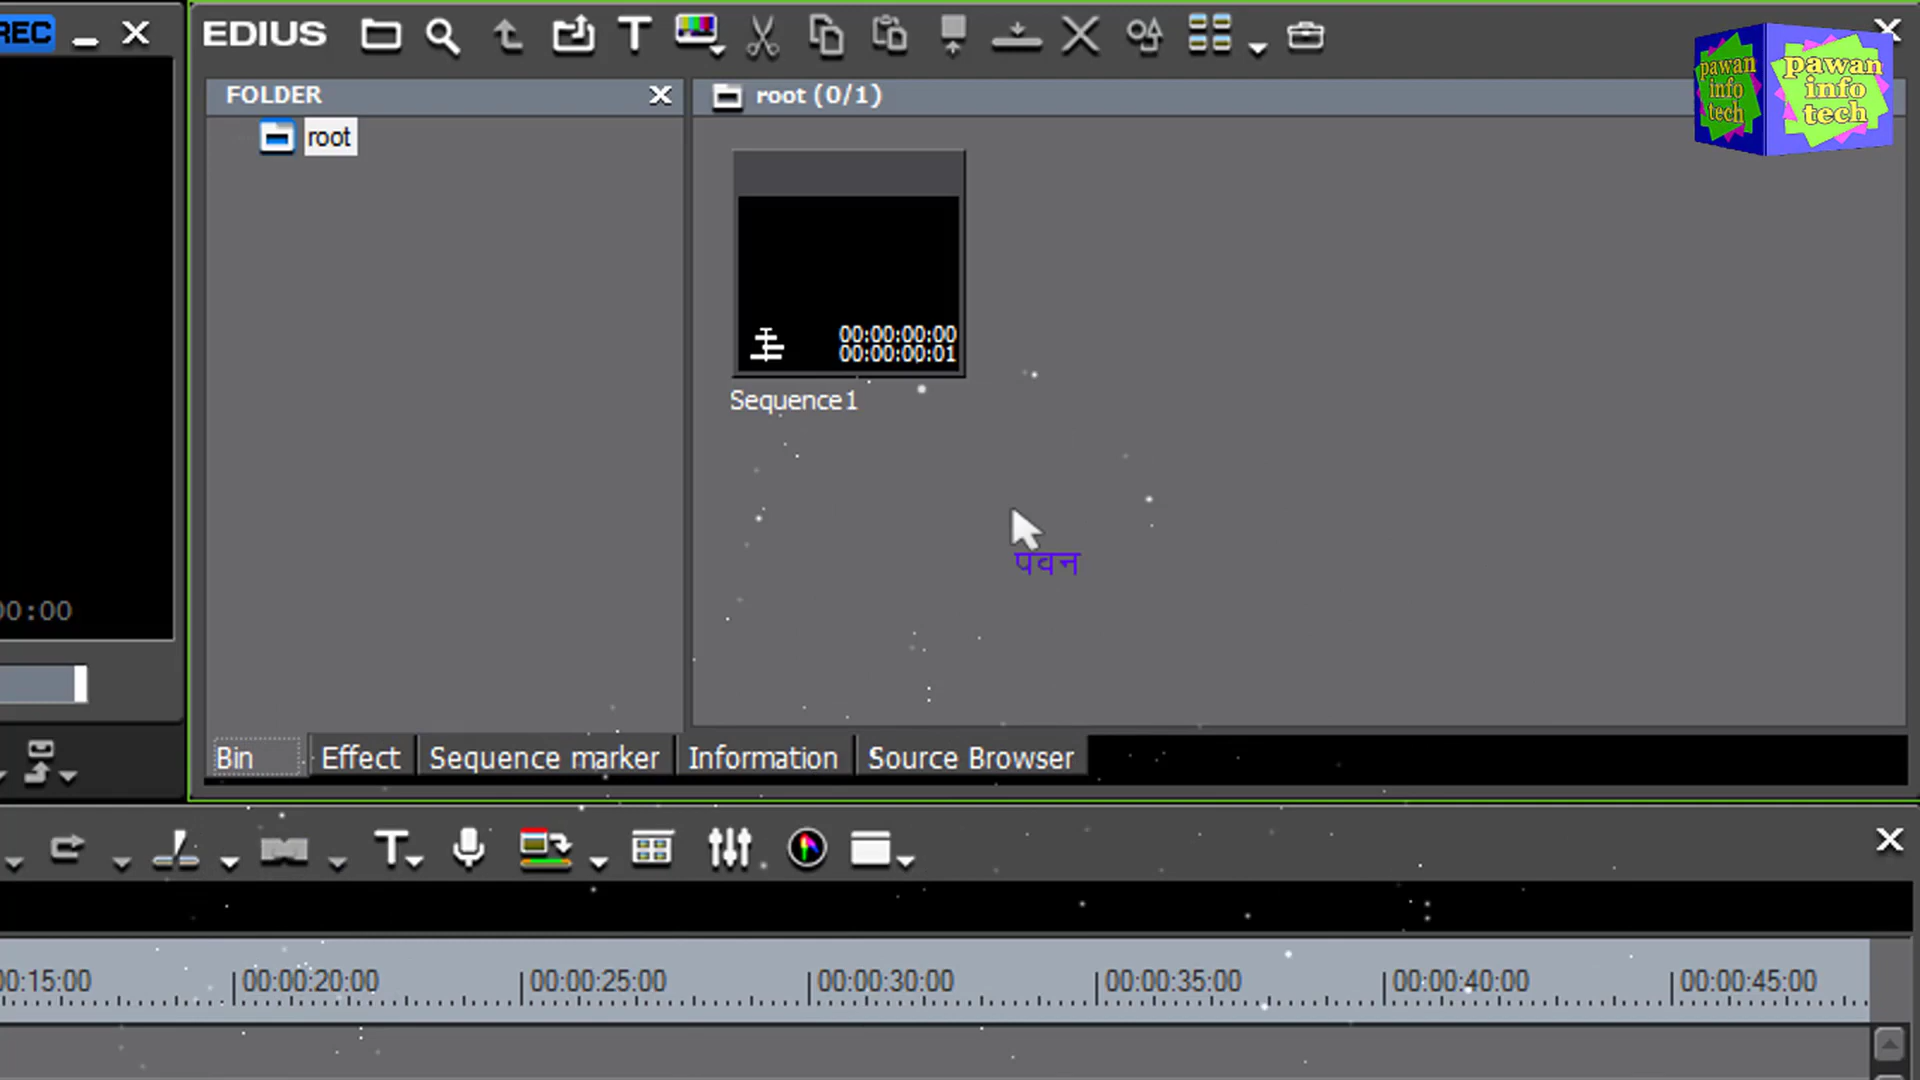 REC
EDIUS
FOLDER
root
root (0/1)
pawan
info
tech
pawan
info
tech
00:00:00:00
00:00:00:01
Sequence1
पवन
00:00
Bin
Effect
Sequence marker
Information
Source Browser
00:15:00
00:00:20:00
00:00:25:00
00:00:30:00
00:00:35:00
00:00:40:00
00:00:45:00